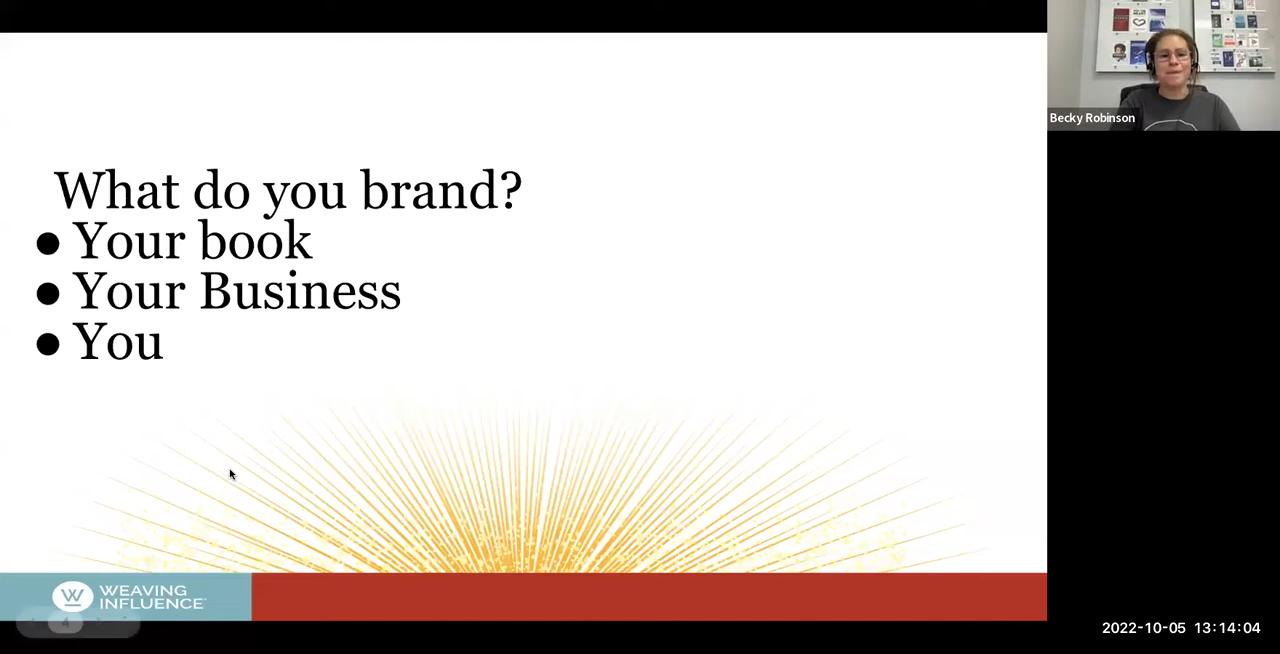 What do you brand?
● Your book
● Your Business
● You
W
WEAVING
INFLUENCE
4
Becky Robinson
2022-10-05 13:14:04